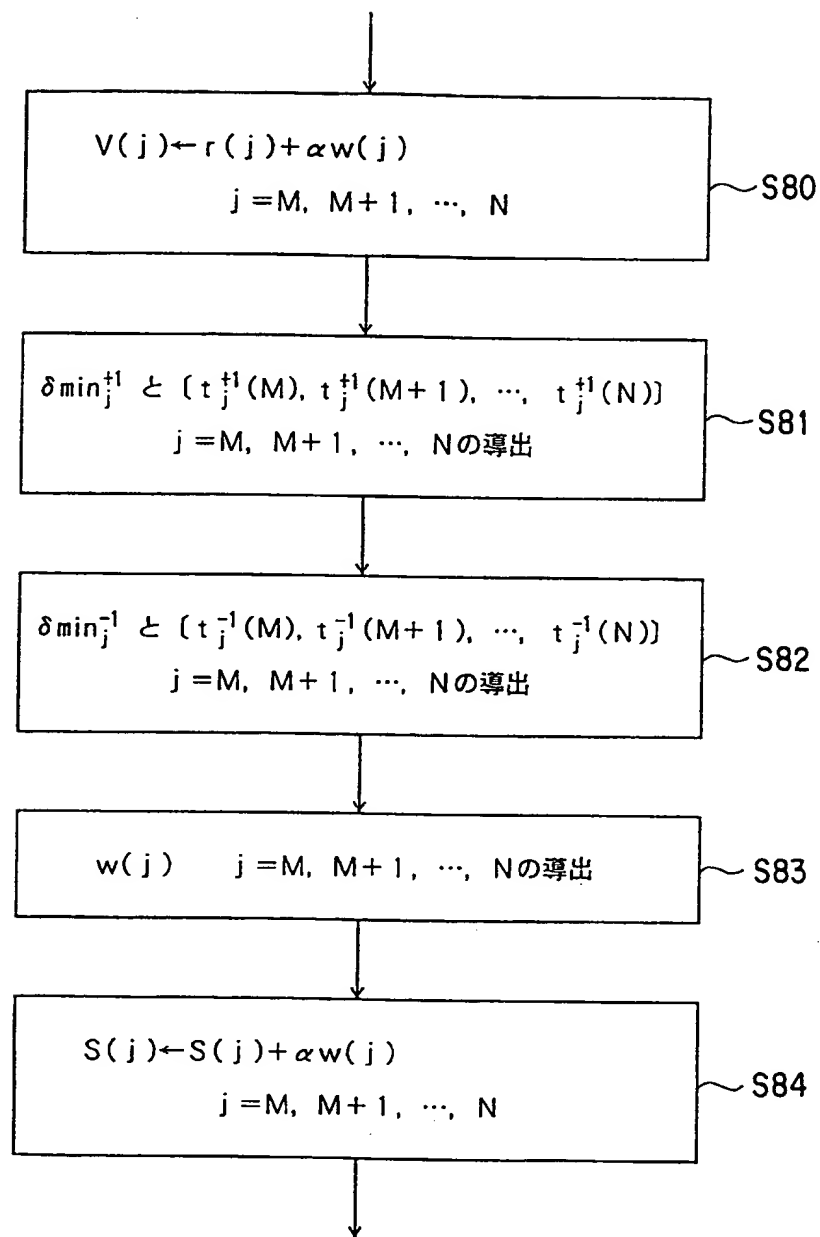 V(j)←r(j)+αw(j)
j=M, M+1, …, N
S80
δmin_j^{+1} と 〔t_j^{+1}(M), t_j^{+1}(M+1), …, t_j^{+1}(N)〕
j=M, M+1, …, Nの導出
S81
δmin_j^{-1} と 〔t_j^{-1}(M), t_j^{-1}(M+1), …, t_j^{-1}(N)〕
j=M, M+1, …, Nの導出
S82
w(j) j=M, M+1, …, Nの導出
S83
S(j)←S(j)+αw(j)
j=M, M+1, …, N
S84